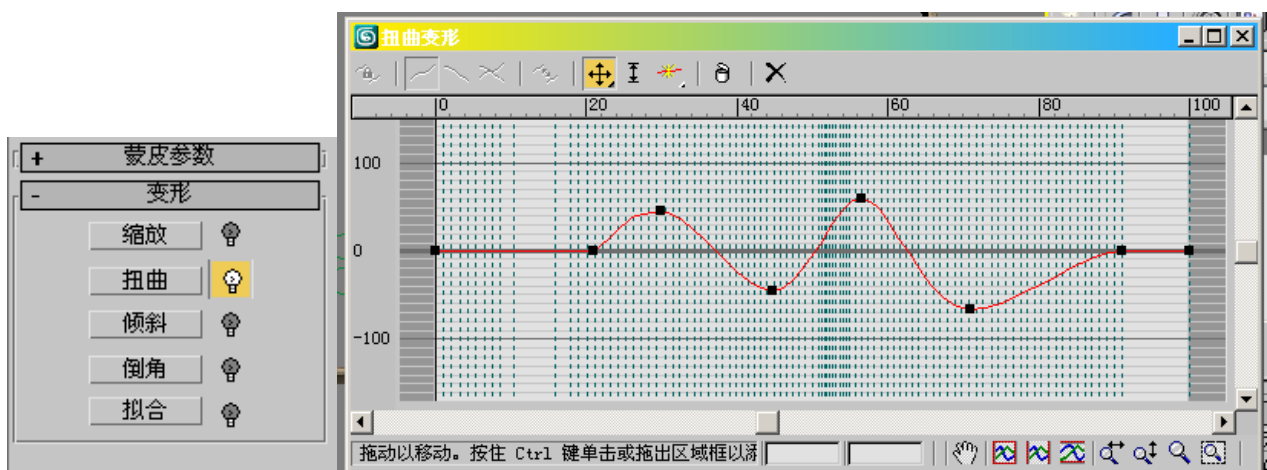 蒙皮参数
变形
缩放
扭曲
倾斜
倒角
拟合
扭曲变形
0 20 40 60 80 100
100
0
-100
拖动以移动。按住 Ctrl 键单击或拖出区域框以添